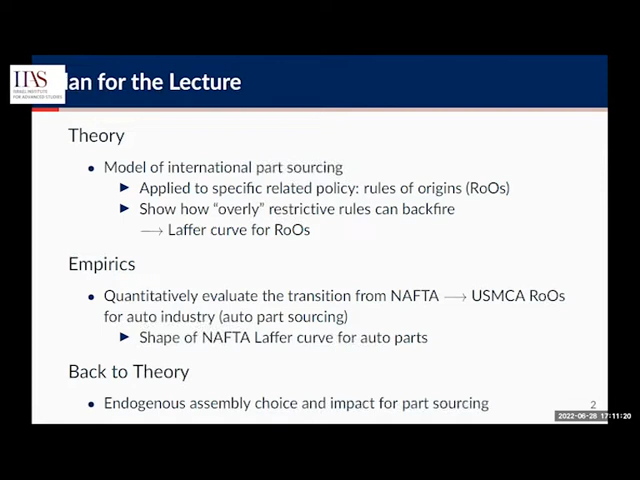 IIAS
ISRAEL INSTITUTE
FOR ADVANCED STUDIES
lan for the Lecture
Theory
• Model of international part sourcing
▶ Applied to specific related policy: rules of origins (RoOs)
▶ Show how “overly” restrictive rules can backfire
⟶ Laffer curve for RoOs
Empirics
• Quantitatively evaluate the transition from NAFTA ⟶ USMCA RoOs
for auto industry (auto part sourcing)
▶ Shape of NAFTA Laffer curve for auto parts
Back to Theory
• Endogenous assembly choice and impact for part sourcing
2
2022-06-28 17:11:20